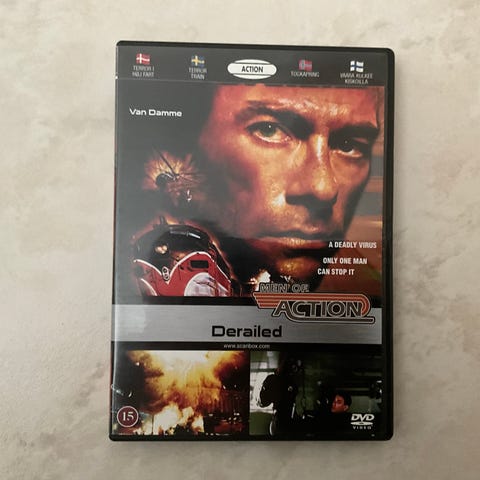 TERROR I
HØJ FART
TERROR
TRAIN
ACTION
TOGKAPRING
VAARA KULKEE
KISKOILLA
Van Damme
A DEADLY VIRUS
ONLY ONE MAN
CAN STOP IT
MEN OF
ACTION
Derailed
www.scanbox.com
15
DVD
VIDEO